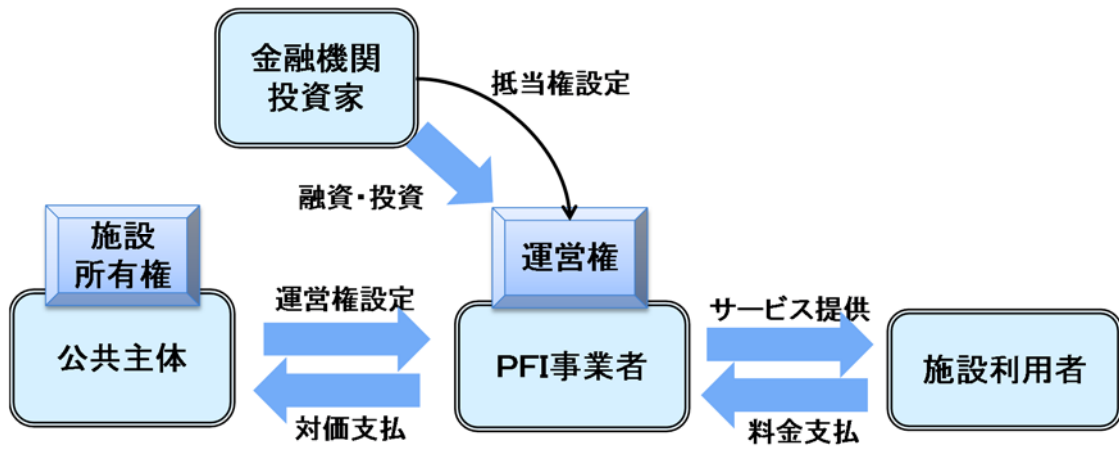 金融機関
投資家
抵当権設定
融資・投資
施設
所有権
運営権
公共主体
運営権設定
対価支払
PFI事業者
サービス提供
料金支払
施設利用者